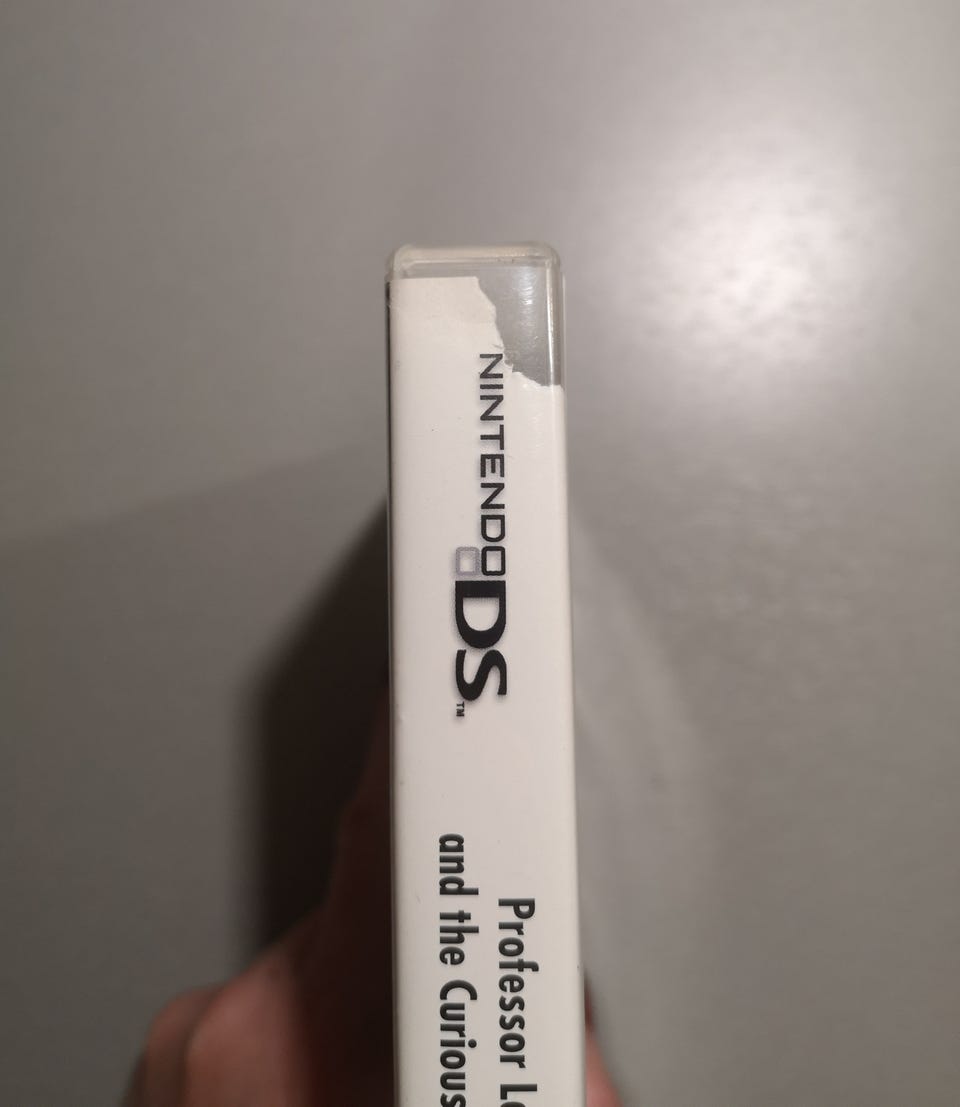 NINTENDO
DS™
Professor
and the Curious